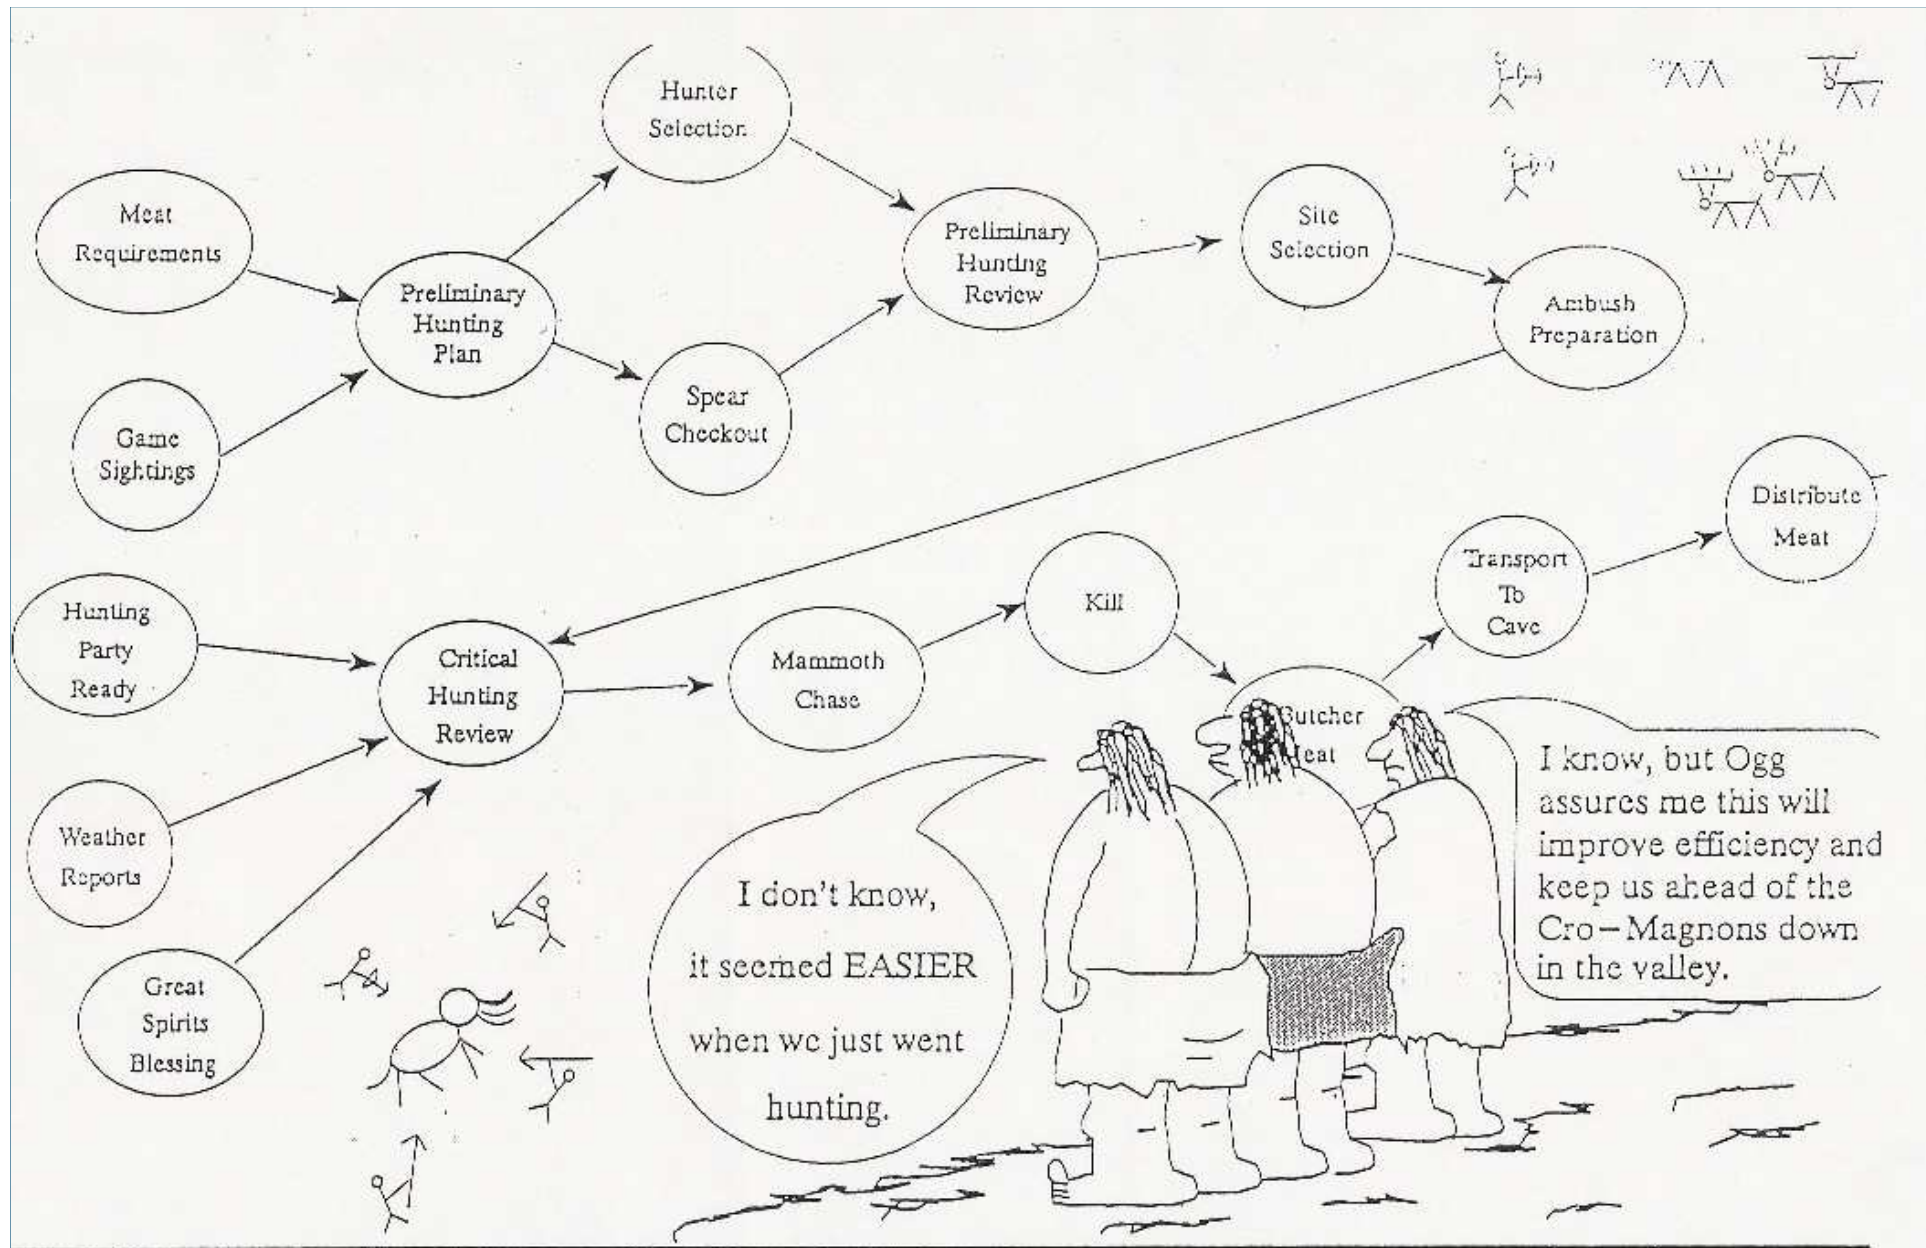 Hunter
Selection
Meat
Requirements
Preliminary
Hunting
Plan
Game
Sightings
Spear
Checkout
Preliminary
Hunting
Review
Site
Selection
Ambush
Preparation
Hunting
Party
Ready
Weather
Reports
Great
Spirits
Blessing
Critical
Hunting
Review
Mammoth
Chase
Kill
Butcher
Meat
Transport
To
Cave
Distribute
Meat
I don't know,
it seemed EASIER
when we just went
hunting.
I know, but Ogg
assures me this will
improve efficiency and
keep us ahead of the
Cro-Magnons down
in the valley.